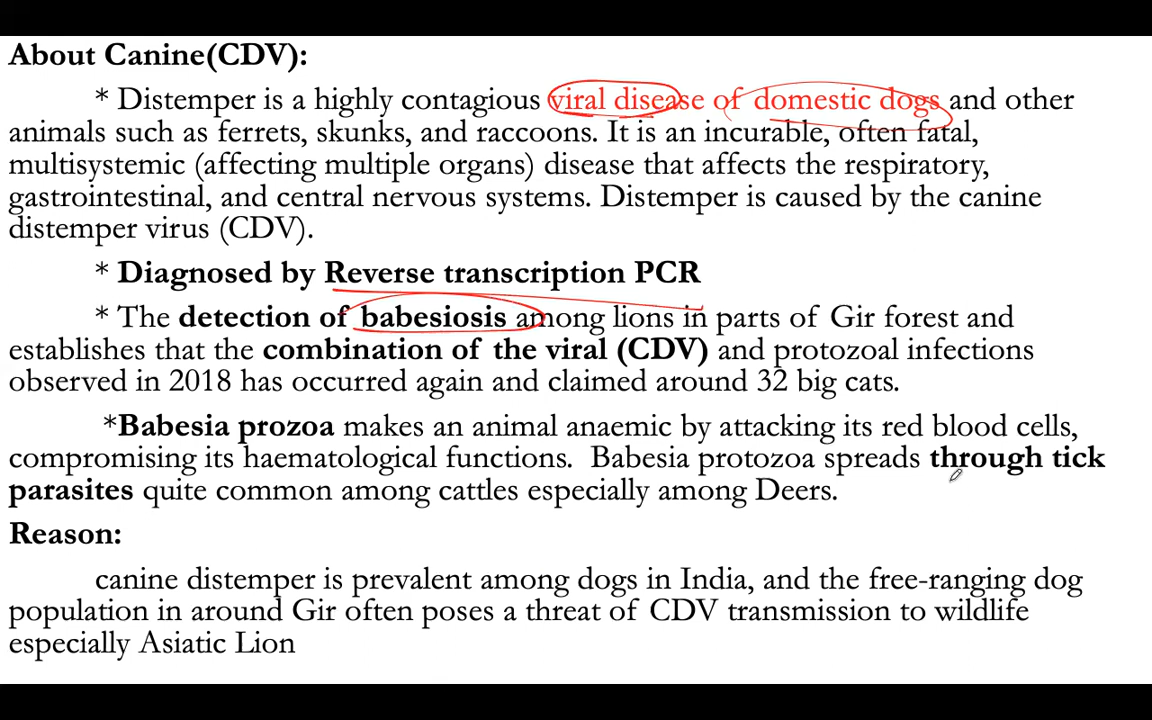 About Canine(CDV):
* Distemper is a highly contagious viral disease of domestic dogs and other
animals such as ferrets, skunks, and raccoons. It is an incurable, often fatal,
multisystemic (affecting multiple organs) disease that affects the respiratory,
gastrointestinal, and central nervous systems. Distemper is caused by the canine
distemper virus (CDV).
* Diagnosed by Reverse transcription PCR
* The detection of babesiosis among lions in parts of Gir forest and
establishes that the combination of the viral (CDV) and protozoal infections
observed in 2018 has occurred again and claimed around 32 big cats.
*Babesia prozoa makes an animal anaemic by attacking its red blood cells,
compromising its haematological functions. Babesia protozoa spreads through tick
parasites quite common among cattles especially among Deers.
Reason:
canine distemper is prevalent among dogs in India, and the free-ranging dog
population in around Gir often poses a threat of CDV transmission to wildlife
especially Asiatic Lion